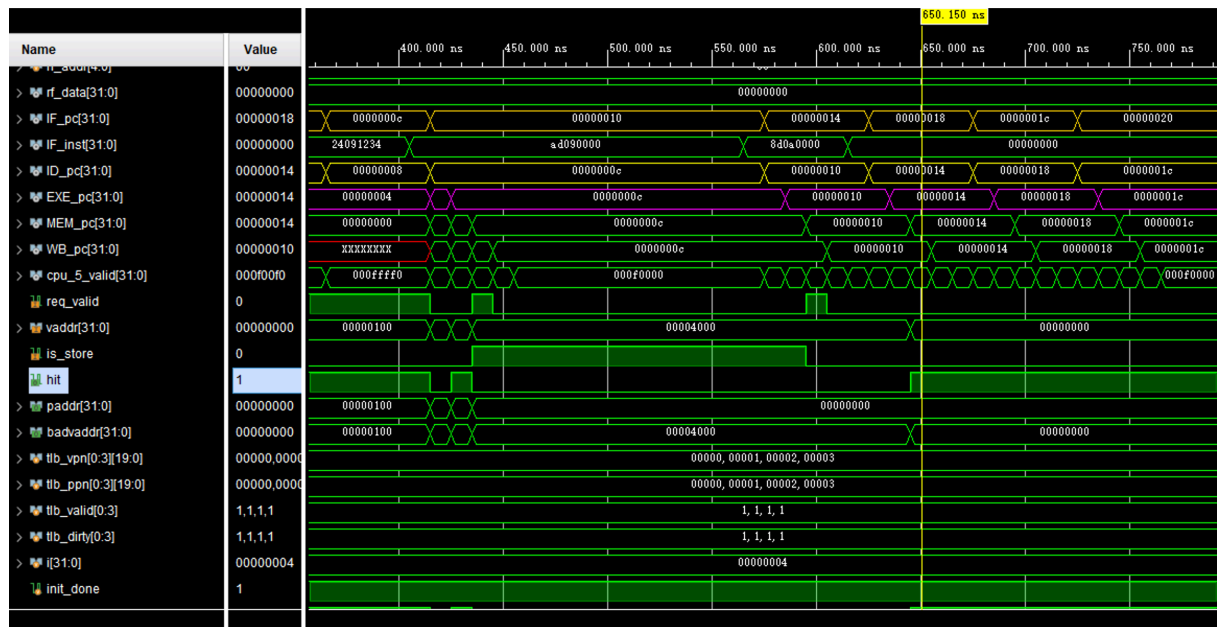 650.150 ns
Name Value 400.000 ns 450.000 ns 500.000 ns 550.000 ns 600.000 ns 650.000 ns 700.000 ns 750.000 ns
rf_data[31:0] 00000000 00000000
IF_pc[31:0] 00000018 0000000c 00000010 00000014 00000018 0000001c 00000020
IF_inst[31:0] 00000000 24091234 ad090000 8d0a0000 00000000
ID_pc[31:0] 00000014 00000008 0000000c 00000010 00000014 00000018 0000001c
EXE_pc[31:0] 00000014 00000004 0000000c 00000010 00000014 00000018 0000001c
MEM_pc[31:0] 00000014 00000000 0000000c 00000010 00000014 00000018 0000001c
WB_pc[31:0] 00000010 XXXXXXXX 0000000c 00000010 00000014 00000018 0000001c
cpu_5_valid[31:0] 000f00f0 000ffff0 000f0000 000f0000
req_valid 0
vaddr[31:0] 00000000 00000100 00004000 00000000
is_store 0
hit 1
paddr[31:0] 00000000 00000100 00000000
badvaddr[31:0] 00000000 00000100 00004000 00000000
tlb_vpn[0:3][19:0] 00000,0000 00000, 00001, 00002, 00003
tlb_ppn[0:3][19:0] 00000,0000 00000, 00001, 00002, 00003
tlb_valid[0:3] 1,1,1,1 1, 1, 1, 1
tlb_dirty[0:3] 1,1,1,1 1, 1, 1, 1
i[31:0] 00000004 00000004
init_done 1